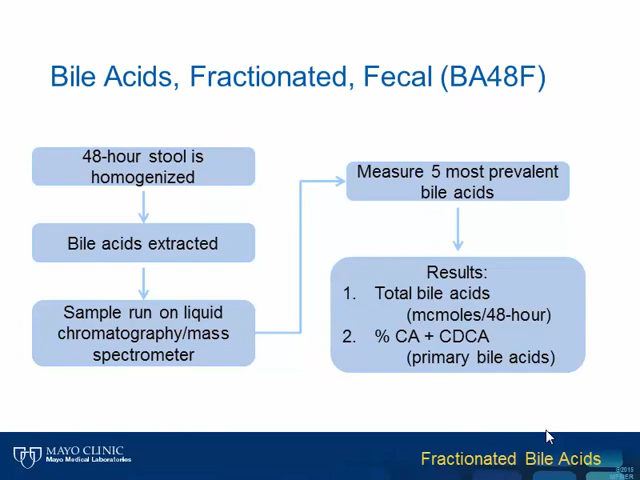 Bile Acids, Fractionated, Fecal (BA48F)
48-hour stool is
homogenized
Bile acids extracted
Sample run on liquid
chromatography/mass
spectrometer
Measure 5 most prevalent
bile acids
Results:
1. Total bile acids
(mcmoles/48-hour)
2. % CA + CDCA
(primary bile acids)
MAYO CLINIC
Mayo Medical Laboratories
Fractionated Bile Acids
©2015